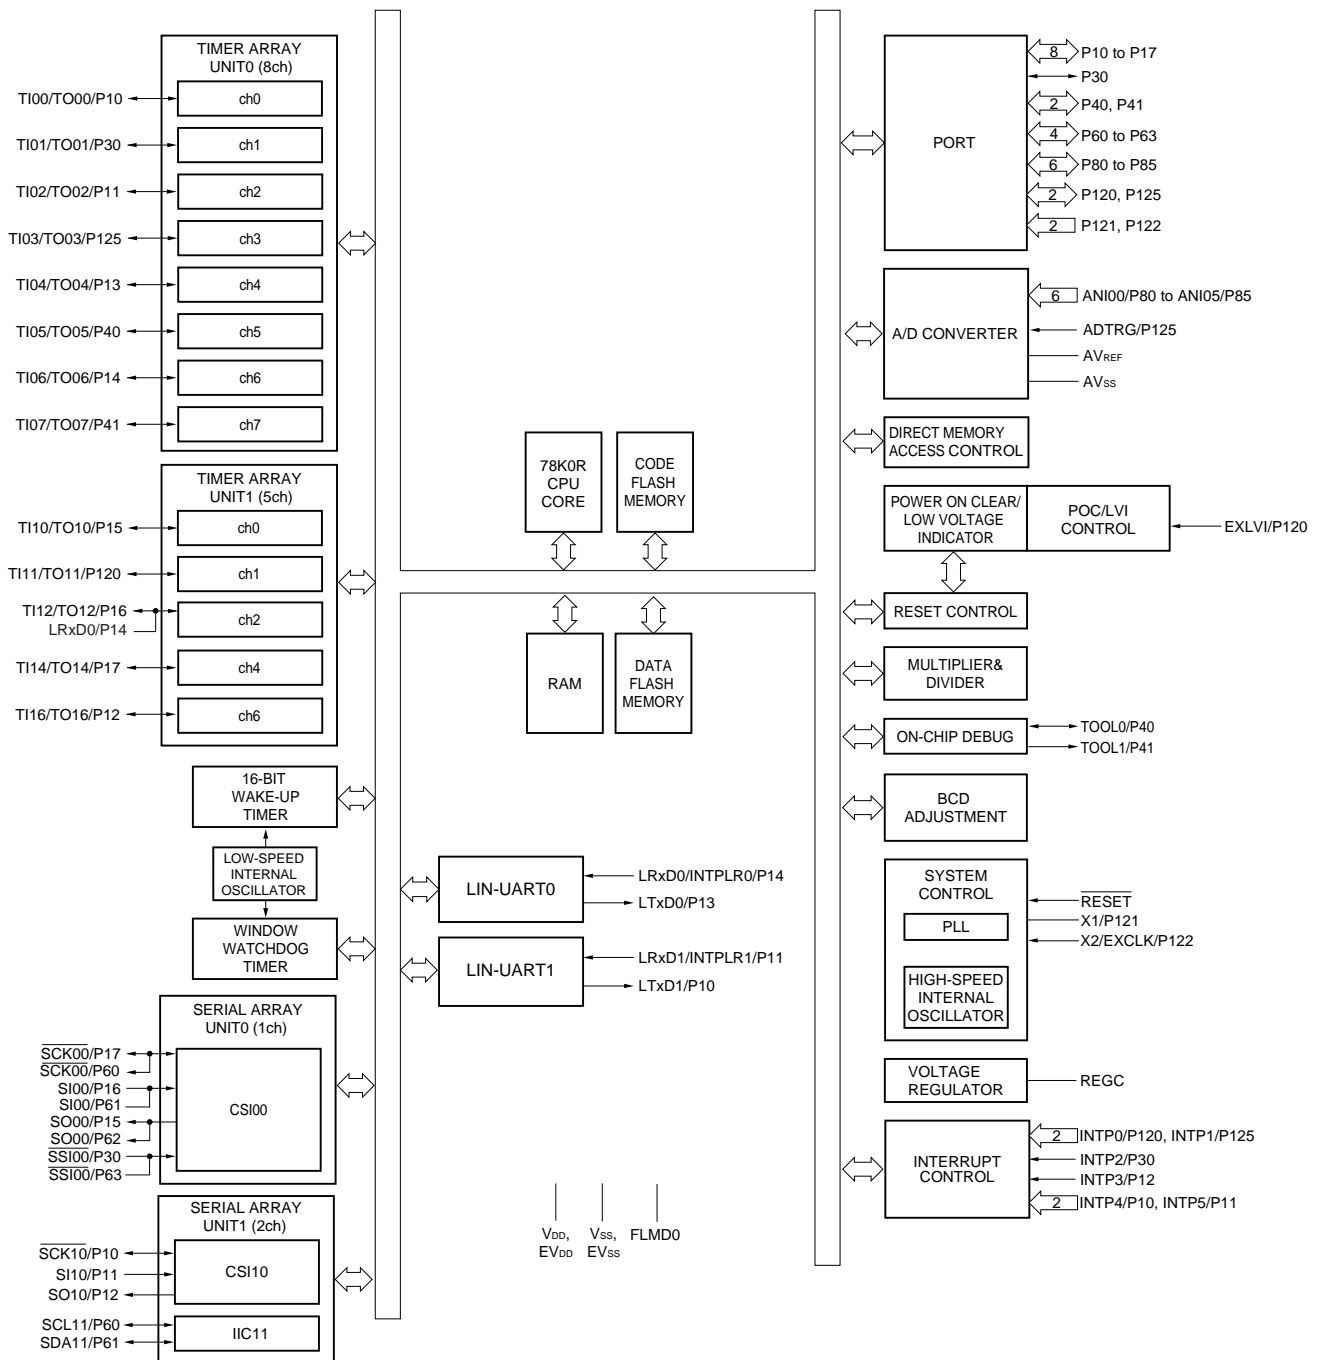 TIMER ARRAY
UNIT0 (8ch)
TI00/TO00/P10
ch0
TI01/TO01/P30
ch1
TI02/TO02/P11
ch2
TI03/TO03/P125
ch3
TI04/TO04/P13
ch4
TI05/TO05/P40
ch5
TI06/TO06/P14
ch6
TI07/TO07/P41
ch7
TIMER ARRAY
UNIT1 (5ch)
TI10/TO10/P15
ch0
TI11/TO11/P120
ch1
TI12/TO12/P16
LRxD0/P14
ch2
TI14/TO14/P17
ch4
TI16/TO16/P12
ch6
16-BIT
WAKE-UP
TIMER
LOW-SPEED
INTERNAL
OSCILLATOR
WINDOW
WATCHDOG
TIMER
SERIAL ARRAY
UNIT0 (1ch)
SCK00/P17
SCK00/P60
SI00/P16
SI00/P61
SO00/P15
SO00/P62
SSI00/P30
SSI00/P63
CSI00
SERIAL ARRAY
UNIT1 (2ch)
SCK10/P10
SI10/P11
SO10/P12
CSI10
SCL11/P60
SDA11/P61
IIC11
78K0R
CPU
CORE
CODE
FLASH
MEMORY
RAM
DATA
FLASH
MEMORY
LIN-UART0
LRxD0/INTPLR0/P14
LTxD0/P13
LIN-UART1
LRxD1/INTPLR1/P11
LTxD1/P10
VDD,
EVDD
VSS,
EVSS
FLMD0
PORT
8 P10 to P17
P30
2 P40, P41
4 P60 to P63
6 P80 to P85
2 P120, P125
2 P121, P122
A/D CONVERTER
6 ANI00/P80 to ANI05/P85
ADTRG/P125
AVREF
AVSS
DIRECT MEMORY
ACCESS CONTROL
POWER ON CLEAR/
LOW VOLTAGE
INDICATOR
POC/LVI
CONTROL
EXLVI/P120
RESET CONTROL
MULTIPLIER&
DIVIDER
ON-CHIP DEBUG
TOOL0/P40
TOOL1/P41
BCD
ADJUSTMENT
SYSTEM
CONTROL
PLL
HIGH-SPEED
INTERNAL
OSCILLATOR
RESET
X1/P121
X2/EXCLK/P122
VOLTAGE
REGULATOR
REGC
INTERRUPT
CONTROL
2 INTP0/P120, INTP1/P125
INTP2/P30
INTP3/P12
2 INTP4/P10, INTP5/P11